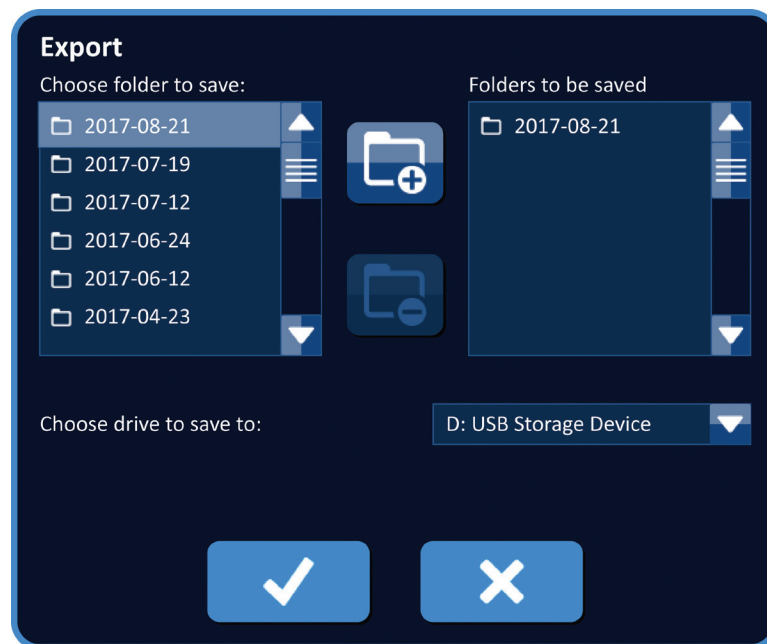 Export
Choose folder to save:
2017-08-21
2017-07-19
2017-07-12
2017-06-24
2017-06-12
2017-04-23
Folders to be saved
2017-08-21
Choose drive to save to:
D: USB Storage Device